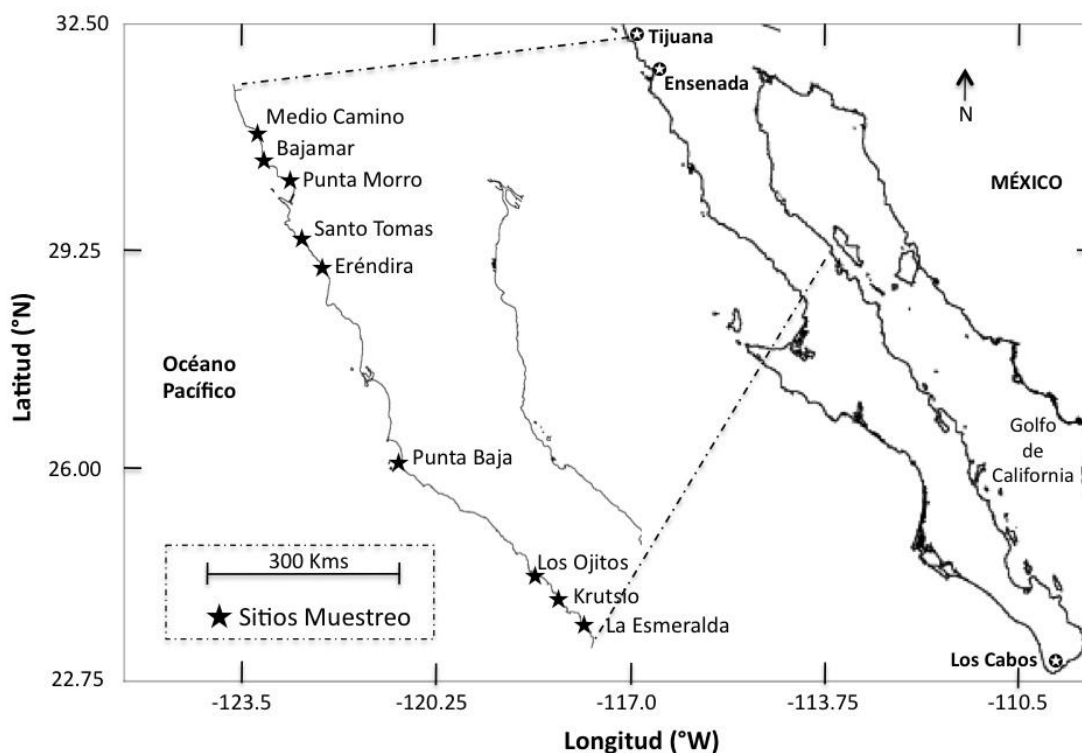 32.50
29.25
26.00
22.75
Latitud (°N)
Tijuana
Ensenada
N
MÉXICO
Medio Camino
Bajamar
Punta Morro
Santo Tomas
Eréndira
Océano
Pacífico
Punta Baja
Golfo
de
California
300 Kms
Sitios Muestreo
Los Ojitos
Krutsio
La Esmeralda
Los Cabos
-123.5
-120.25
-117.0
-113.75
-110.5
Longitud (°W)